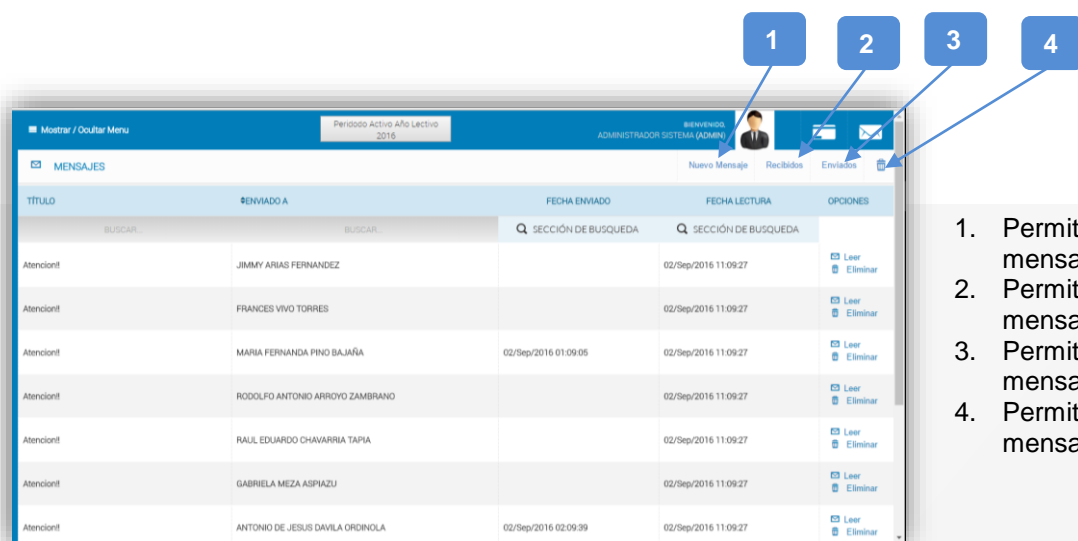 1 2 3 4
Mostrar / Ocultar Menu
Peridodo Activo Año Lectivo
2016
BIENVENIDO,
ADMINISTRADOR SISTEMA (ADMIN)
MENSAJES
Nuevo Mensaje Recibidos Enviados
TÍTULO ENVIADO A FECHA ENVIADO FECHA LECTURA OPCIONES
BUSCAR... BUSCAR... SECCIÓN DE BUSQUEDA SECCIÓN DE BUSQUEDA
Atencion!! JIMMY ARIAS FERNANDEZ 02/Sep/2016 11:09:27 Leer
Eliminar
Atencion!! FRANCES VIVO TORRES 02/Sep/2016 11:09:27 Leer
Eliminar
Atencion!! MARIA FERNANDA PINO BAJAÑA 02/Sep/2016 01:09:05 02/Sep/2016 11:09:27 Leer
Eliminar
Atencion!! RODOLFO ANTONIO ARROYO ZAMBRANO 02/Sep/2016 11:09:27 Leer
Eliminar
Atencion!! RAUL EDUARDO CHAVARRIA TAPIA 02/Sep/2016 11:09:27 Leer
Eliminar
Atencion!! GABRIELA MEZA ASPIAZU 02/Sep/2016 11:09:27 Leer
Eliminar
Atencion!! ANTONIO DE JESUS DAVILA ORDINOLA 02/Sep/2016 02:09:39 02/Sep/2016 11:09:27 Leer
Eliminar
1. Permit
mensa
2. Permit
mensa
3. Permit
mensa
4. Permit
mensa